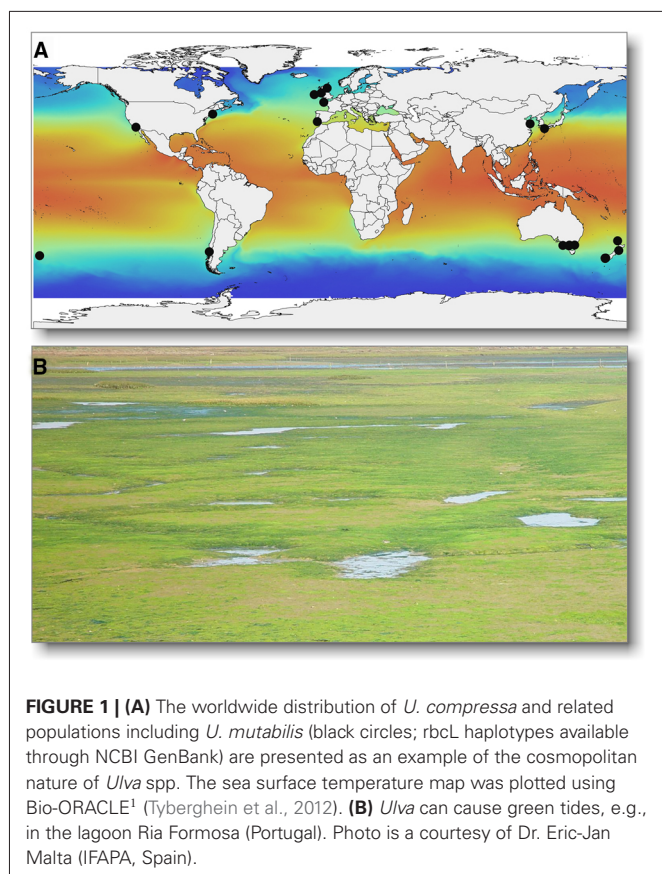 A
B
FIGURE 1 | (A) The worldwide distribution of U. compressa and related
populations including U. mutabilis (black circles; rbcL haplotypes available
through NCBI GenBank) are presented as an example of the cosmopolitan
nature of Ulva spp. The sea surface temperature map was plotted using
Bio-ORACLE¹ (Tyberghein et al., 2012). (B) Ulva can cause green tides, e.g.,
in the lagoon Ria Formosa (Portugal). Photo is a courtesy of Dr. Eric-Jan
Malta (IFAPA, Spain).